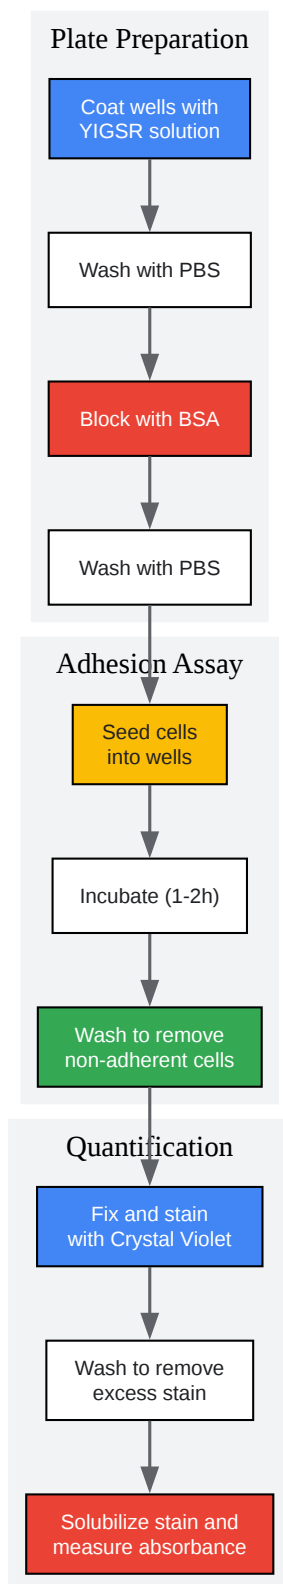 Plate Preparation
Coat wells with
YIGSR solution
Wash with PBS
Block with BSA
Wash with PBS
Adhesion Assay
Seed cells
into wells
Incubate (1-2h)
Wash to remove
non-adherent cells
Quantification
Fix and stain
with Crystal Violet
Wash to remove
excess stain
Solubilize stain and
measure absorbance